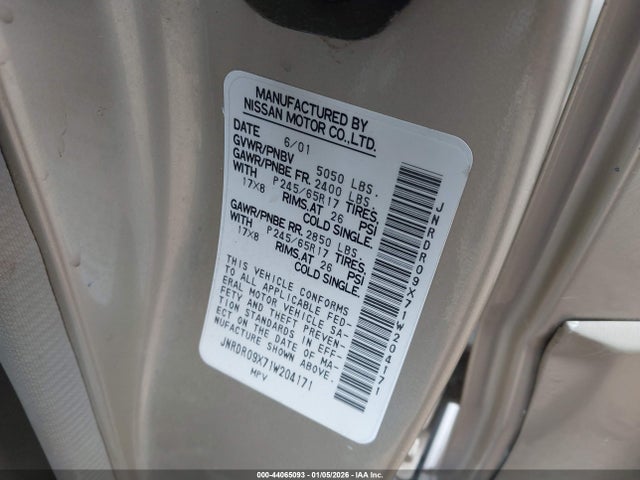 MANUFACTURED BY
NISSAN MOTOR CO.,LTD.
DATE 6/01
GVWR/PNBV 5050 LBS.
GAWR/PNBE FR. 2400 LBS.
WITH P245/65R17 TIRES,
17X8 RIMS,AT 26 PSI
COLD SINGLE.
GAWR/PNBE RR. 2850 LBS.
WITH P245/65R17 TIRES,
17X8 RIMS,AT 26 PSI
COLD SINGLE.
THIS VEHICLE CONFORMS
TO ALL APPLICABLE FED-
ERAL MOTOR VEHICLE SA-
FETY AND THEFT PREVEN-
TION STANDARDS IN EFF-
ECT ON THE DATE OF MA-
NUFACTURE SHOWN ABOVE.
JNRDR09X71W204171
MPV
JNRDR09X71W204171
000-44065093 | 01/05/2026 - IAA Inc.